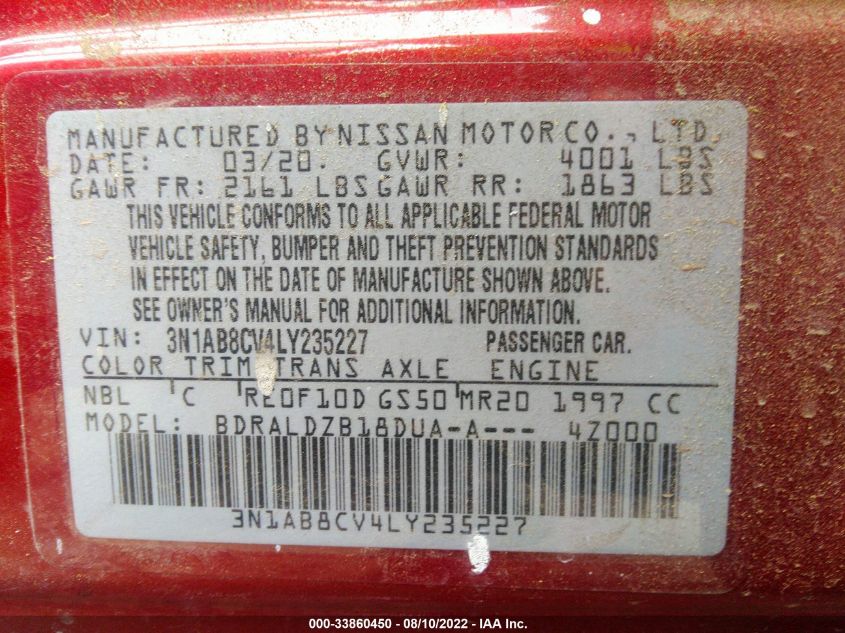 MANUFACTURED BY NISSAN MOTOR CO., LTD.
DATE: 03/20. GVWR: 4001 LBS
GAWR FR: 2161 LBS GAWR RR: 1863 LBS
THIS VEHICLE CONFORMS TO ALL APPLICABLE FEDERAL MOTOR
VEHICLE SAFETY, BUMPER AND THEFT PREVENTION STANDARDS
IN EFFECT ON THE DATE OF MANUFACTURE SHOWN ABOVE.
SEE OWNER'S MANUAL FOR ADDITIONAL INFORMATION.
VIN: 3N1AB8CV4LY235227 PASSENGER CAR.
COLOR TRIM TRANS AXLE ENGINE
NBL C RE0F10D GS50 MR20 1997 CC
MODEL: BDRALDZB18DUA-A--- 4Z000
3N1AB8CV4LY235227
000-33860450 - 08/10/2022 - IAA Inc.